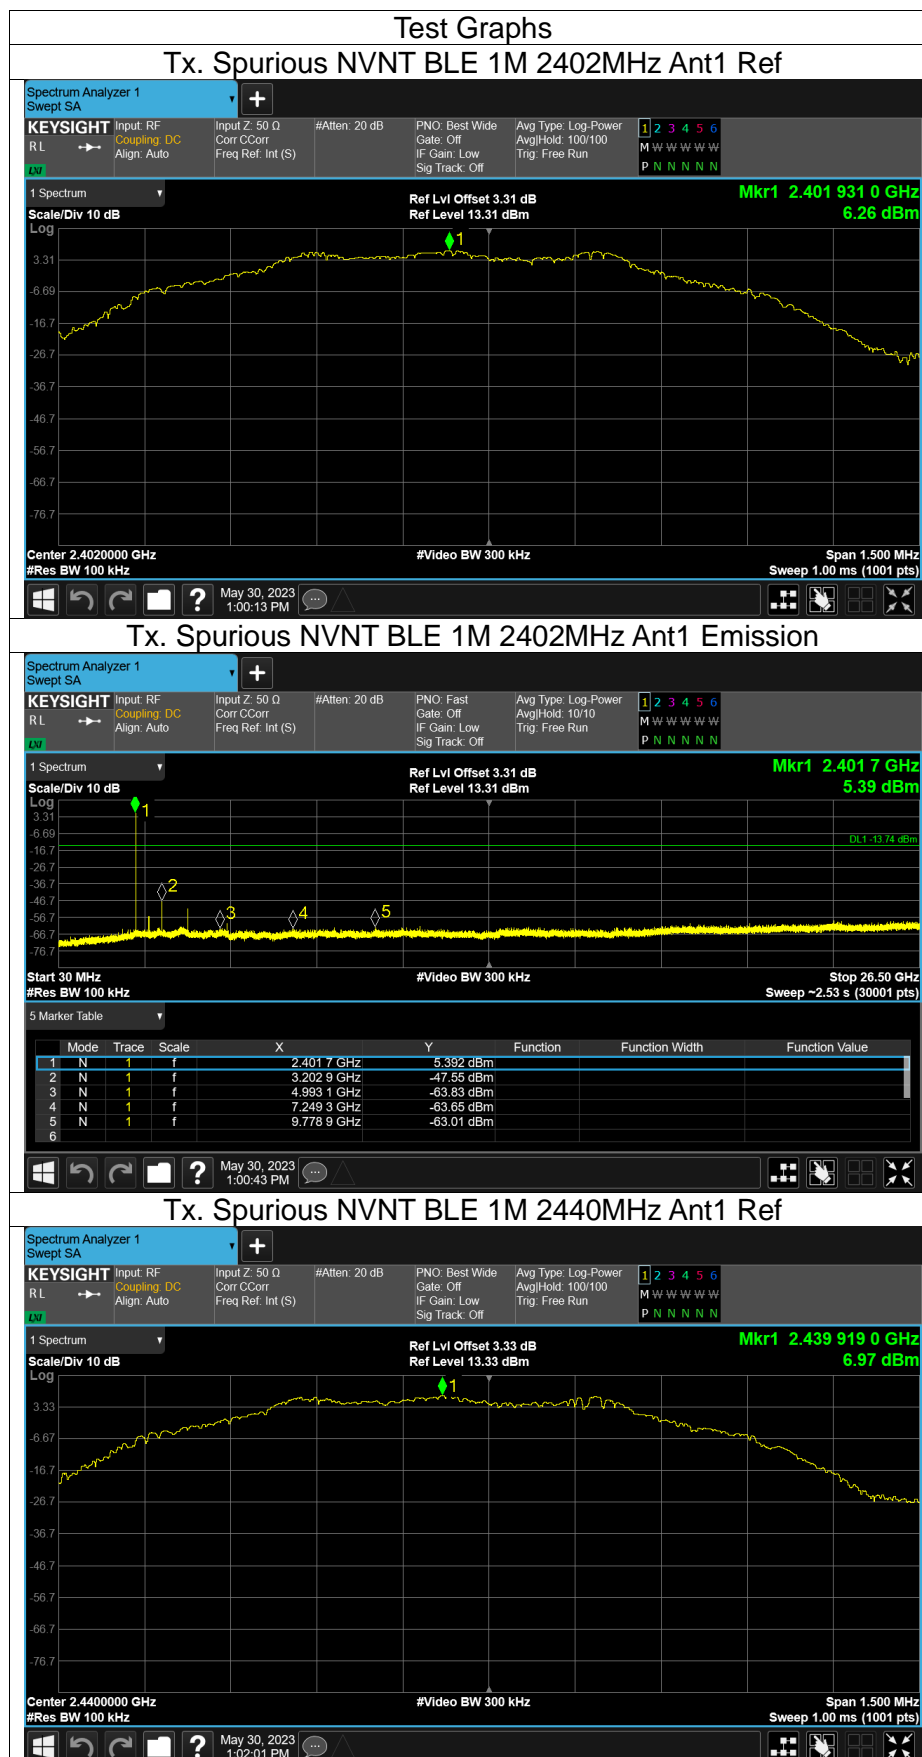 Test Graphs
Tx. Spurious NVNT BLE 1M 2402MHz Ant1 Ref
Spectrum Analyzer 1
Swept SA
KEYSIGHT Input: RF Input Z: 50 Ω #Atten: 20 dB PNO: Best Wide Avg Type: Log-Power 1 2 3 4 5 6
R L Coupling: DC Corr CCorr Gate: Off Avg|Hold: 100/100 M W W W W W
Align: Auto Freq Ref: Int (S) IF Gain: Low Trig: Free Run
LXI Sig Track: Off P N N N N N
1 Spectrum Ref Lvl Offset 3.31 dB Mkr1 2.401 931 0 GHz
Scale/Div 10 dB Ref Level 13.31 dBm 6.26 dBm
Log
1
3.31
-6.69
-16.7
-26.7
-36.7
-46.7
-56.7
-66.7
-76.7
Center 2.4020000 GHz #Video BW 300 kHz Span 1.500 MHz
#Res BW 100 kHz Sweep 1.00 ms (1001 pts)
? May 30, 2023
1:00:13 PM
Tx. Spurious NVNT BLE 1M 2402MHz Ant1 Emission
Spectrum Analyzer 1
Swept SA
KEYSIGHT Input: RF Input Z: 50 Ω #Atten: 20 dB PNO: Fast Avg Type: Log-Power 1 2 3 4 5 6
R L Coupling: DC Corr CCorr Gate: Off Avg|Hold: 10/10 M W W W W W
Align: Auto Freq Ref: Int (S) IF Gain: Low Trig: Free Run
LXI Sig Track: Off P N N N N N
1 Spectrum Ref Lvl Offset 3.31 dB Mkr1 2.401 7 GHz
Scale/Div 10 dB Ref Level 13.31 dBm 5.39 dBm
Log
1
3.31
-6.69
DL1 -13.74 dBm
-16.7
-26.7
-36.7
2
-46.7
-56.7
3 4 5
-66.7
-76.7
Start 30 MHz #Video BW 300 kHz Stop 26.50 GHz
#Res BW 100 kHz Sweep ~2.53 s (30001 pts)
5 Marker Table
Mode Trace Scale X Y Function Function Width Function Value
1 N 1 f 2.401 7 GHz 5.392 dBm
2 N 1 f 3.202 9 GHz -47.55 dBm
3 N 1 f 4.993 1 GHz -63.83 dBm
4 N 1 f 7.249 3 GHz -63.65 dBm
5 N 1 f 9.778 9 GHz -63.01 dBm
6
? May 30, 2023
1:00:43 PM
Tx. Spurious NVNT BLE 1M 2440MHz Ant1 Ref
Spectrum Analyzer 1
Swept SA
KEYSIGHT Input: RF Input Z: 50 Ω #Atten: 20 dB PNO: Best Wide Avg Type: Log-Power 1 2 3 4 5 6
R L Coupling: DC Corr CCorr Gate: Off Avg|Hold: 100/100 M W W W W W
Align: Auto Freq Ref: Int (S) IF Gain: Low Trig: Free Run
LXI Sig Track: Off P N N N N N
1 Spectrum Ref Lvl Offset 3.33 dB Mkr1 2.439 919 0 GHz
Scale/Div 10 dB Ref Level 13.33 dBm 6.97 dBm
Log
1
3.33
-6.67
-16.7
-26.7
-36.7
-46.7
-56.7
-66.7
-76.7
Center 2.4400000 GHz #Video BW 300 kHz Span 1.500 MHz
#Res BW 100 kHz Sweep 1.00 ms (1001 pts)
? May 30, 2023
1:02:01 PM